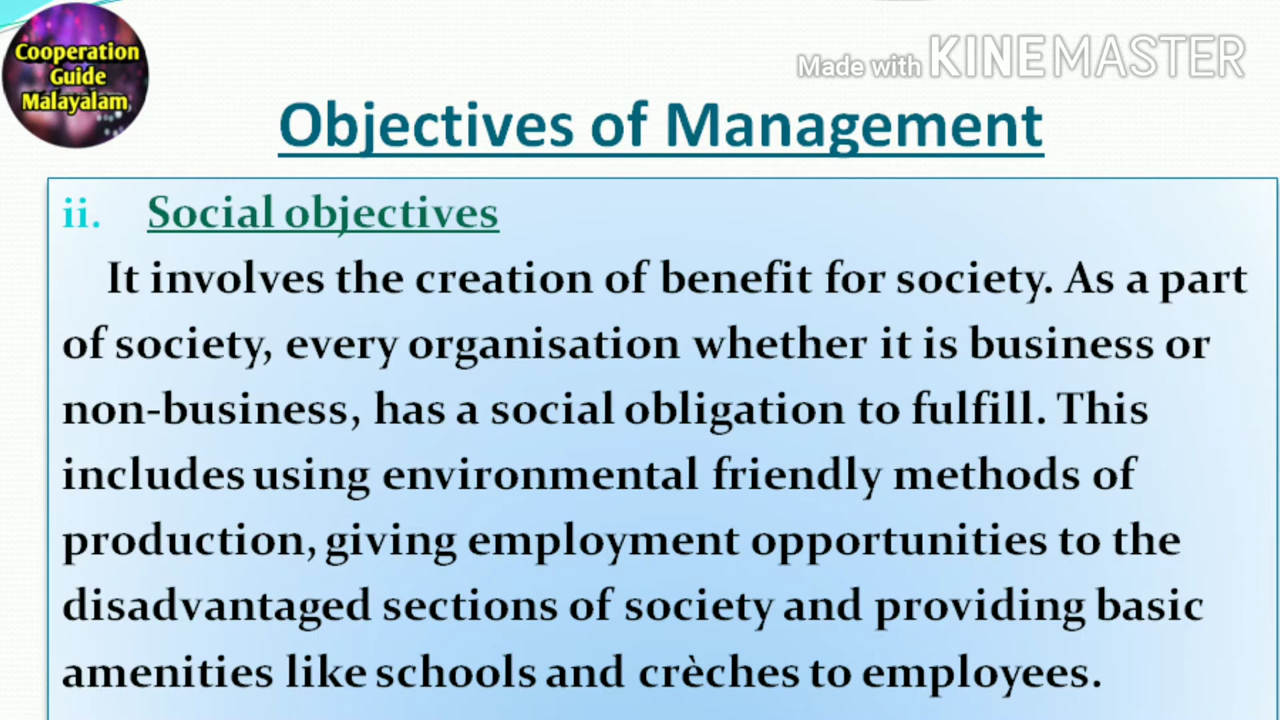 Cooperation
Guide
Malayalam
Made with KINEMASTER
Objectives of Management
ii. Social objectives
It involves the creation of benefit for society. As a part
of society, every organisation whether it is business or
non-business, has a social obligation to fulfill. This
includes using environmental friendly methods of
production, giving employment opportunities to the
disadvantaged sections of society and providing basic
amenities like schools and crèches to employees.